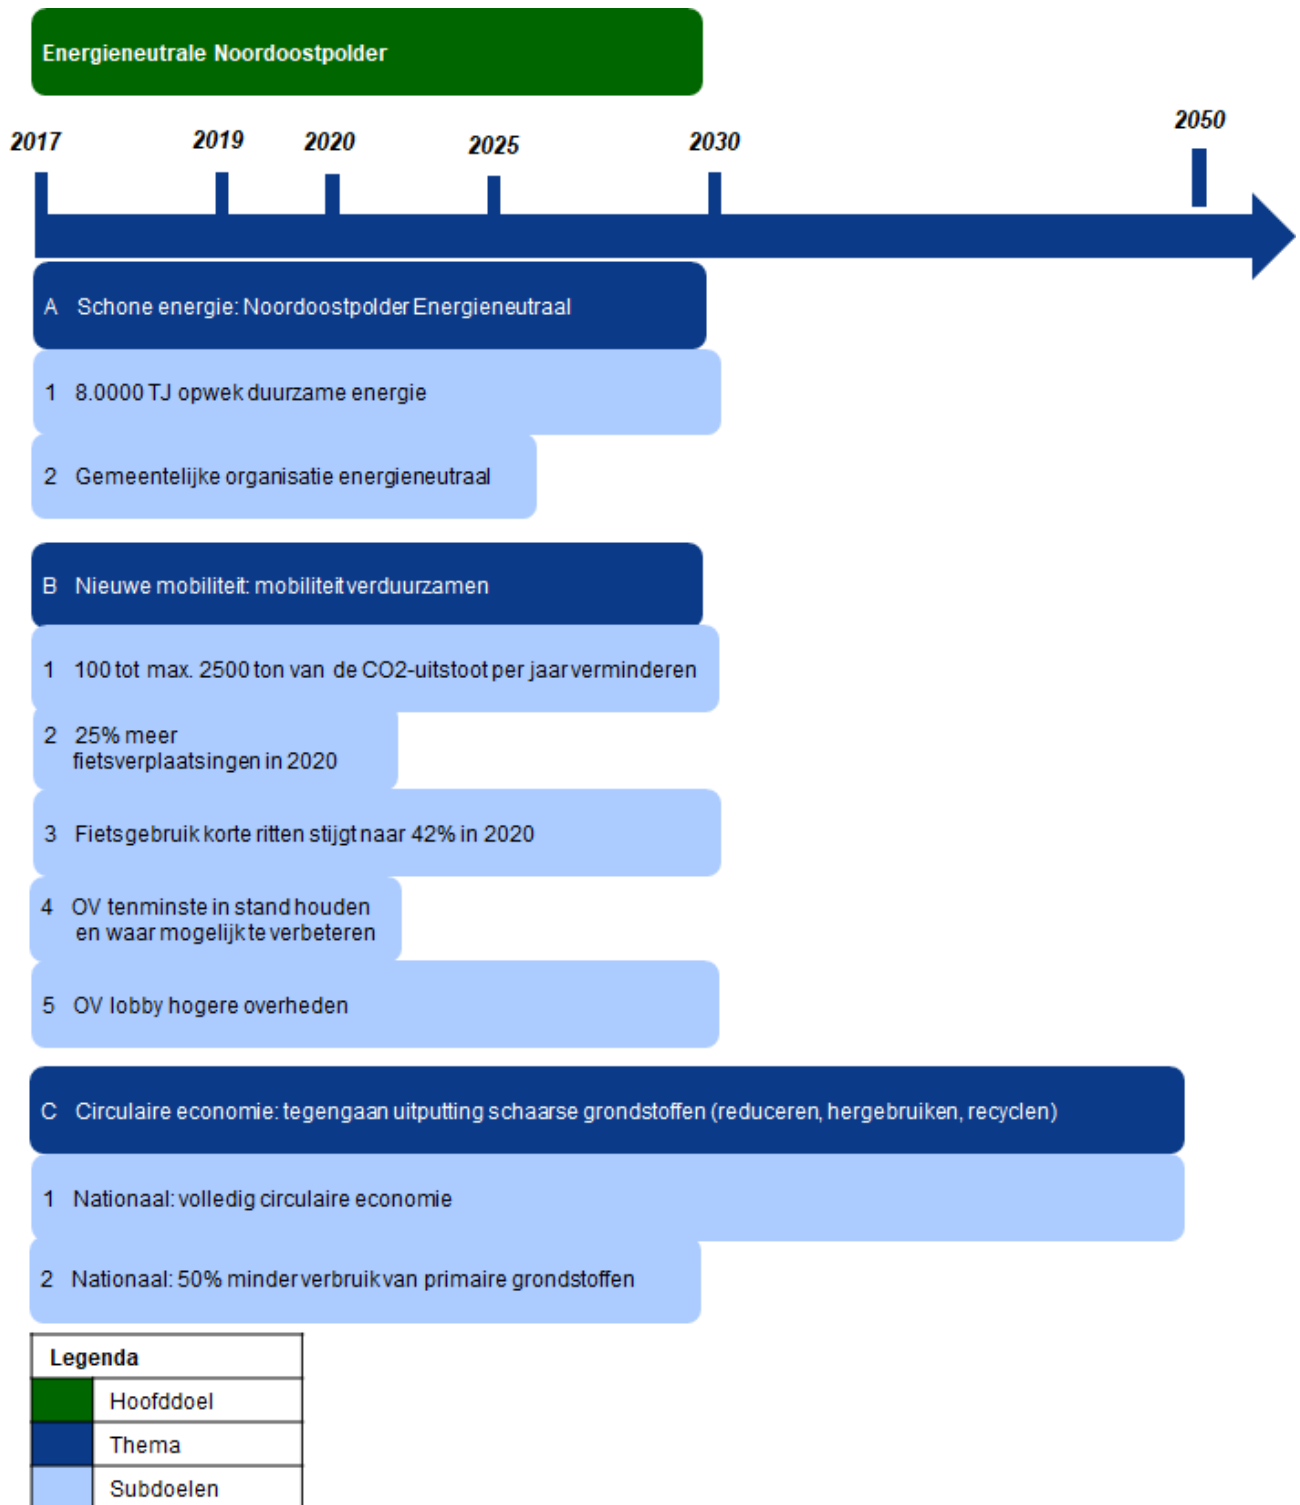 Energieneutrale Noordoostpolder
2017 2019 2020 2025 2030 2050
A Schone energie: Noordoostpolder Energieneutraal
1 8.0000 TJ opwek duurzame energie
2 Gemeentelijke organisatie energieneutraal
B Nieuwe mobiliteit: mobiliteit verduurzamen
1 100 tot max. 2500 ton van de CO2-uitstoot per jaar verminderen
2 25% meer
fietsverplaatsingen in 2020
3 Fietsgebruik korte ritten stijgt naar 42% in 2020
4 OV tenminste in stand houden
en waar mogelijk te verbeteren
5 OV lobby hogere overheden
C Circulaire economie: tegengaan uitputting schaarse grondstoffen (reduceren, hergebruiken, recyclen)
1 Nationaal: volledig circulaire economie
2 Nationaal: 50% minder verbruik van primaire grondstoffen
Legenda
Hoofddoel
Thema
Subdoelen